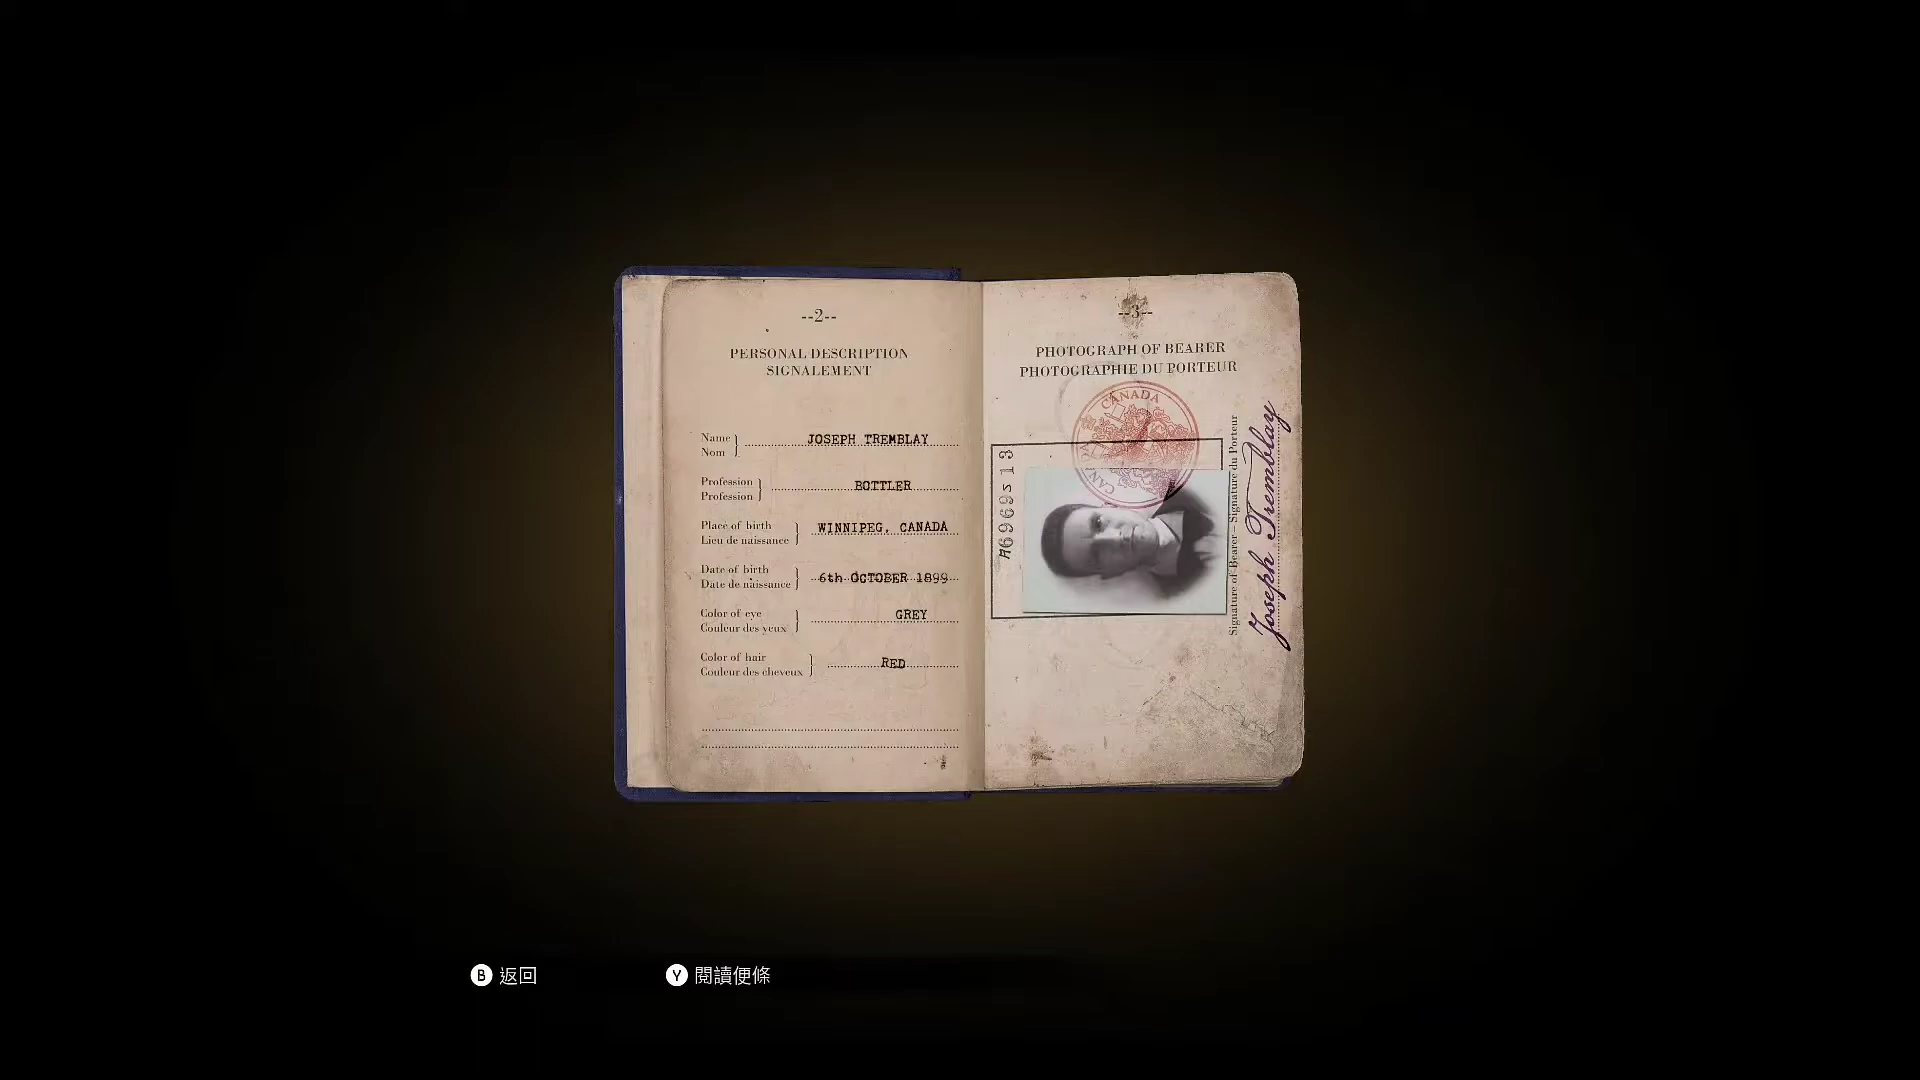 --2--
PERSONAL DESCRIPTION
SIGNALEMENT
Name
Nom
JOSEPH TREMBLAY
Profession
Profession
BOTTLER
Place of birth
Lieu de naissance
WINNIPEG, CANADA
Date of birth
Date de naissance
6th OCTOBER 1899
Color of eye
Couleur des yeux
GREY
Color of hair
Couleur des cheveux
RED
--3--
PHOTOGRAPH OF BEARER
PHOTOGRAPHIE DU PORTEUR
CANADA
Signature of Bearer – Signature du Porteur
Joseph Tremblay
B 返回
Y 閱讀便條